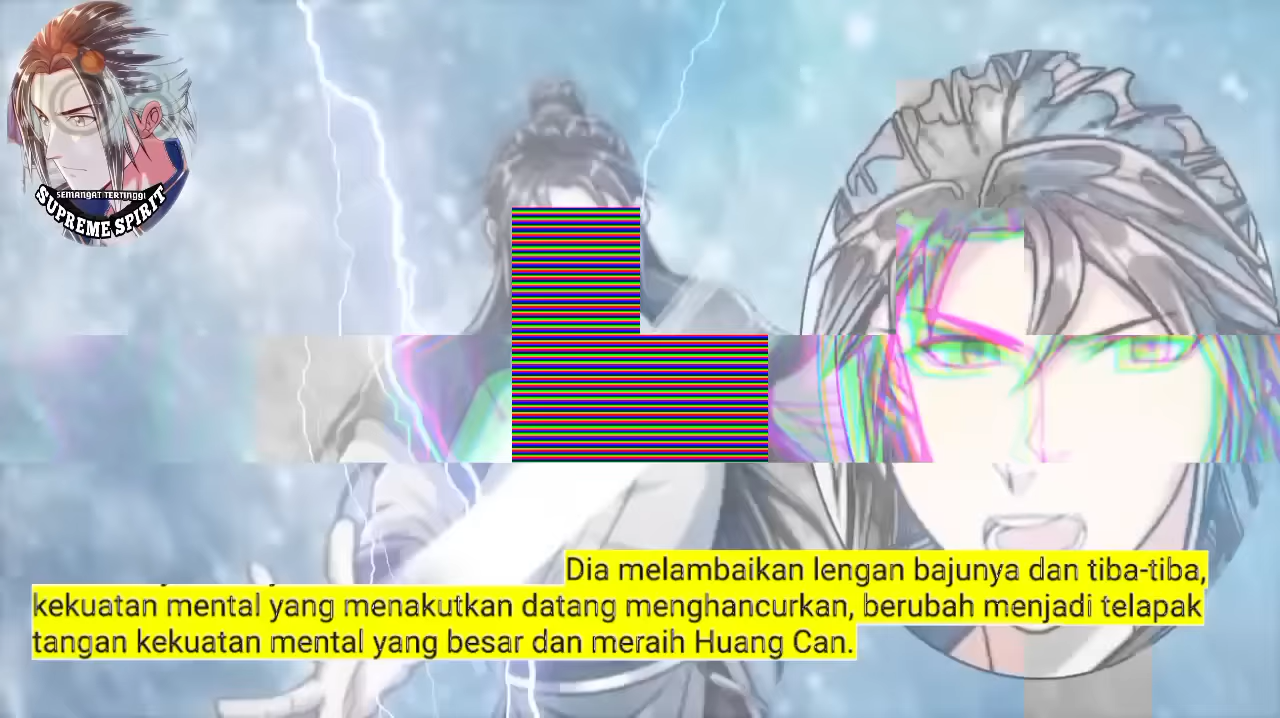 SEMANGAT TERTINGGI
SUPREME SPIRIT
Dia melambaikan lengan bajunya dan tiba-tiba,
kekuatan mental yang menakutkan datang menghancurkan, berubah menjadi telapak
tangan kekuatan mental yang besar dan meraih Huang Can.